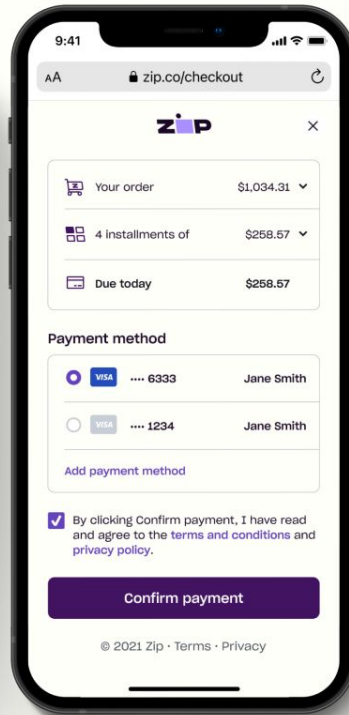 9:41
AA zip.co/checkout
zip ×
Your order $1,034.31
4 installments of $258.57
Due today $258.57
Payment method
VISA •••• 6333 Jane Smith
VISA •••• 1234 Jane Smith
Add payment method
By clicking Confirm payment, I have read
and agree to the terms and conditions and
privacy policy.
Confirm payment
© 2021 Zip · Terms · Privacy